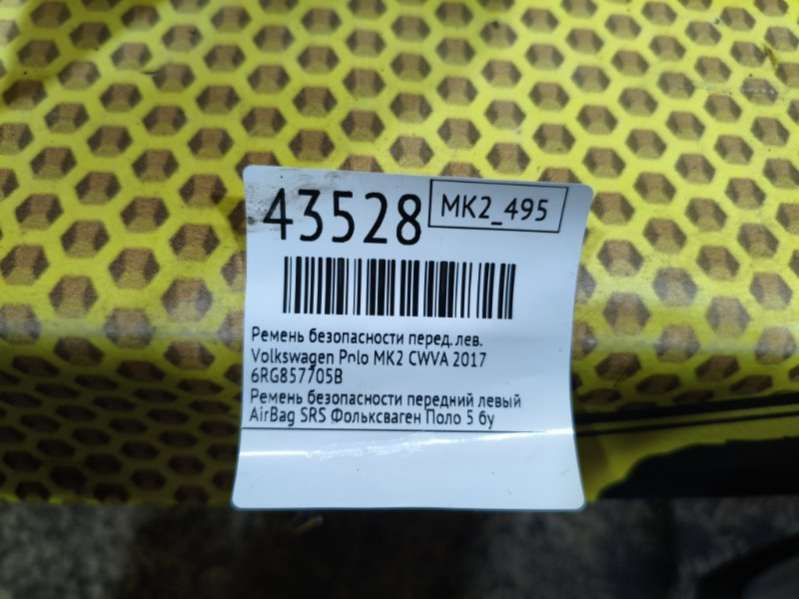 43528
MK2_495
Ремень безопасности перед. лев.
Volkswagen Polo MK2 CWVA 2017
6RG857705B
Ремень безопасности передний левый
AirBag SRS Фольксваген Поло 5 бу